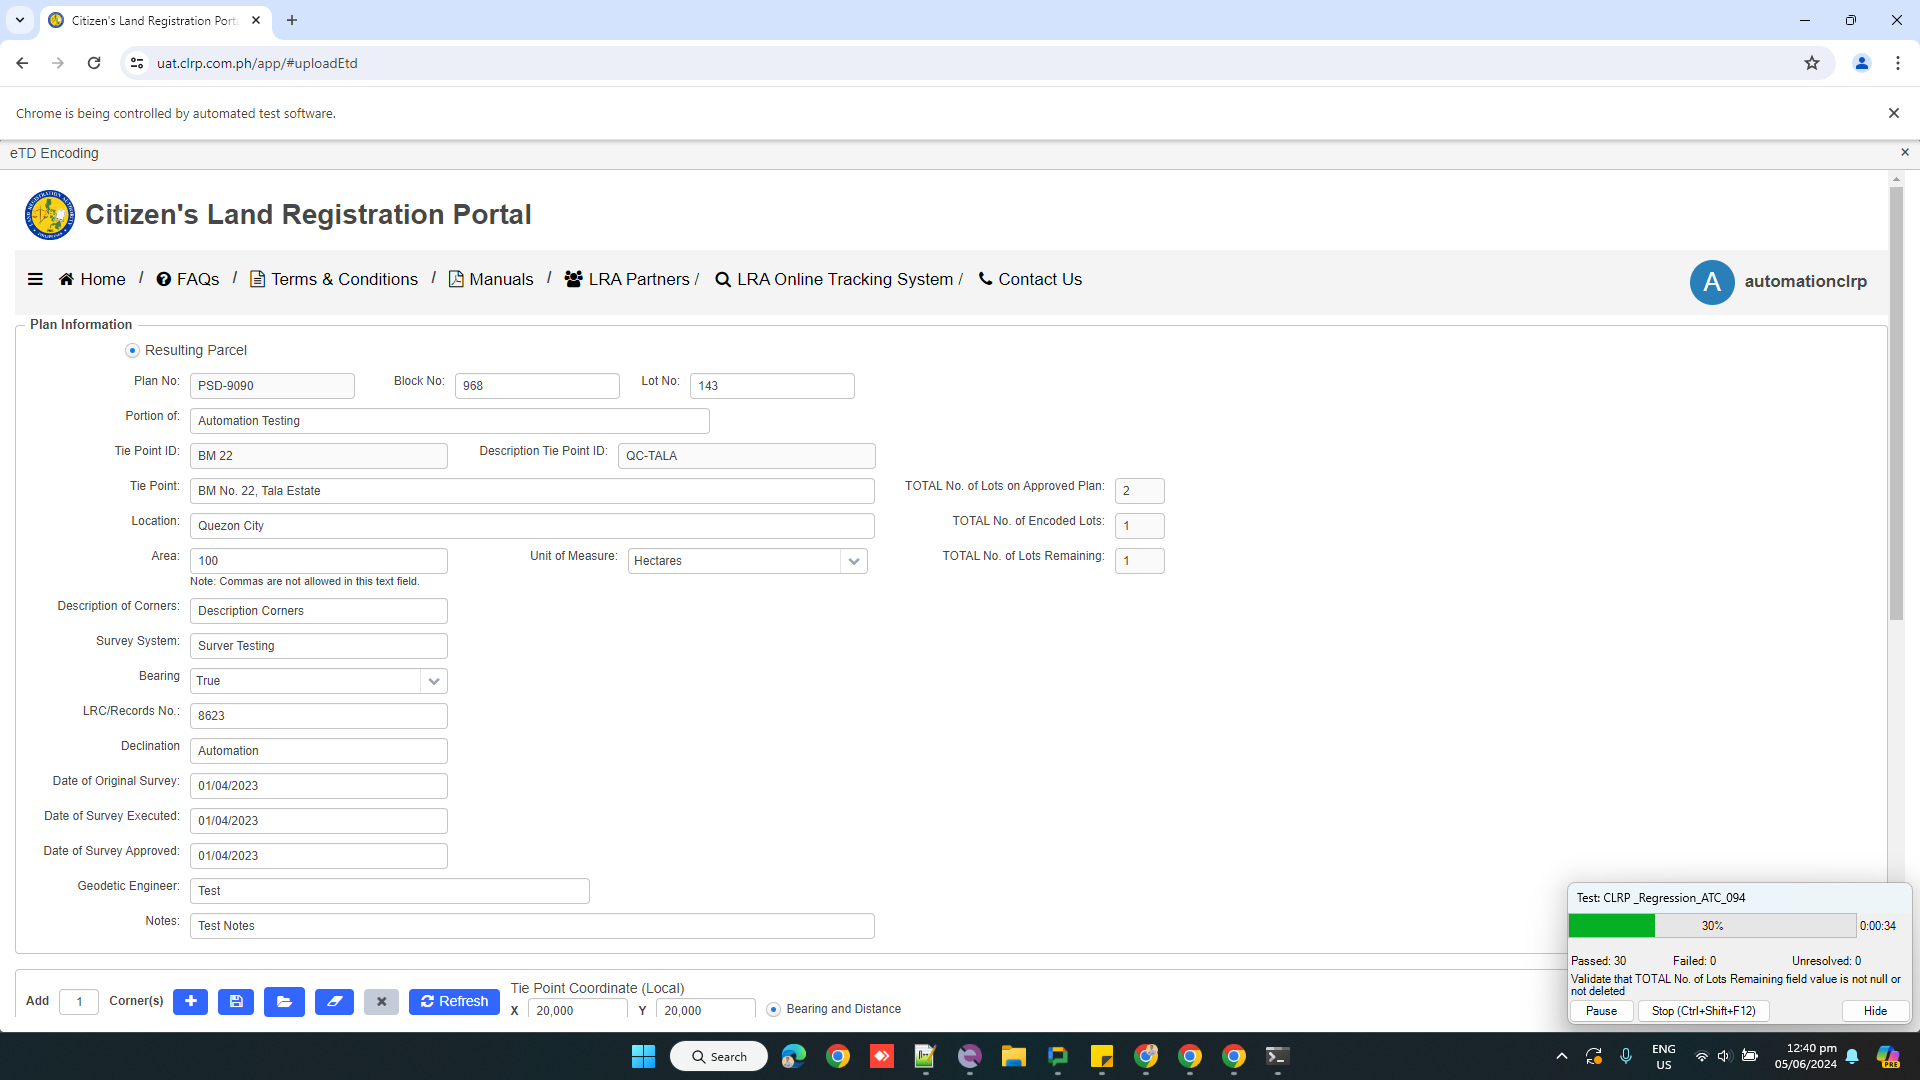 Citizen's Land Registration Porta
uat.clrp.com.ph/app/#uploadEtd
Chrome is being controlled by automated test software.
eTD Encoding
Citizen's Land Registration Portal
Home / FAQs / Terms & Conditions / Manuals / LRA Partners / LRA Online Tracking System / Contact Us
A automationclrp
Plan Information
Resulting Parcel
Plan No: PSD-9090 Block No: 968 Lot No: 143
Portion of: Automation Testing
Tie Point ID: BM 22 Description Tie Point ID: QC-TALA
Tie Point: BM No. 22, Tala Estate TOTAL No. of Lots on Approved Plan: 2
Location: Quezon City TOTAL No. of Encoded Lots: 1
Area: 100 Unit of Measure: Hectares TOTAL No. of Lots Remaining: 1
Note: Commas are not allowed in this text field.
Description of Corners: Description Corners
Survey System: Surver Testing
Bearing True
LRC/Records No.: 8623
Declination Automation
Date of Original Survey: 01/04/2023
Date of Survey Executed: 01/04/2023
Date of Survey Approved: 01/04/2023
Geodetic Engineer: Test
Notes: Test Notes
Add 1 Corner(s) Refresh
Tie Point Coordinate (Local)
X 20,000 Y 20,000 Bearing and Distance
Test: CLRP _Regression_ATC_094
30% 0:00:34
Passed: 30 Failed: 0 Unresolved: 0
Validate that TOTAL No. of Lots Remaining field value is not null or
not deleted
Pause Stop (Ctrl+Shift+F12) Hide
Search
ENG
US
12:40 pm
05/06/2024
PRE